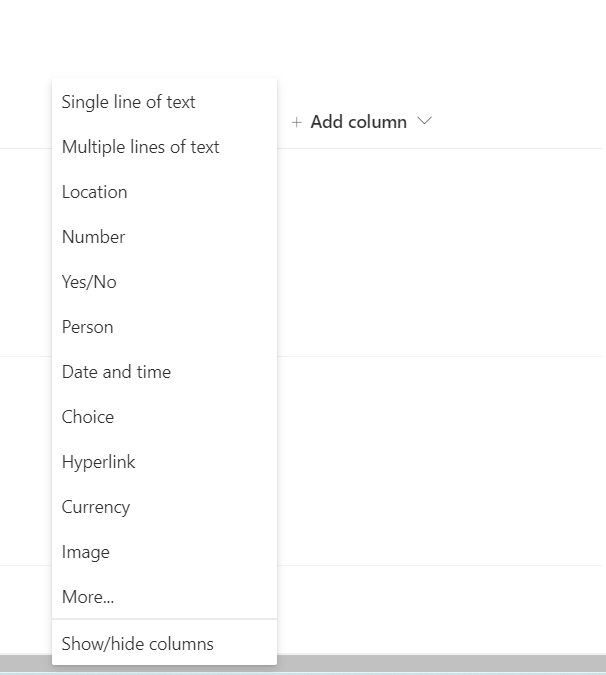 Single line of text
+ Add column
Multiple lines of text
Location
Number
Yes/No
Person
Date and time
Choice
Hyperlink
Currency
Image
More...
Show/hide columns